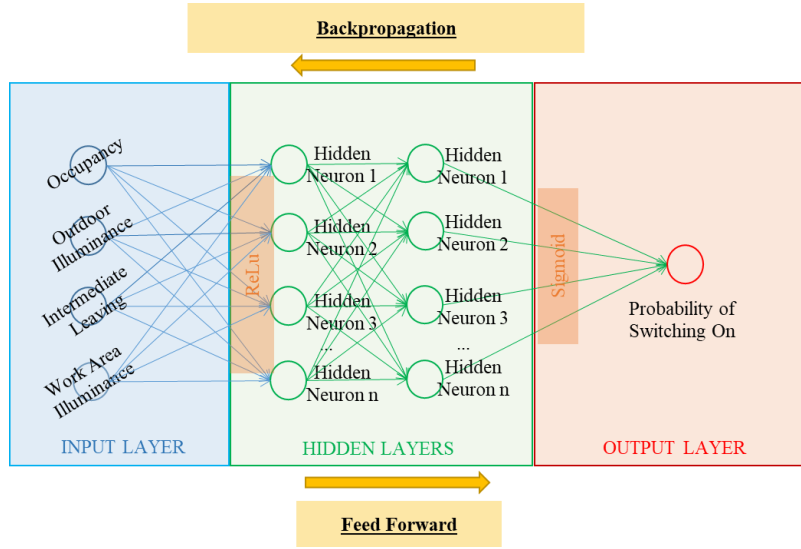 Backpropagation
Occupancy
Outdoor
Illuminance
Intermediate
Leaving
Work Area
Illuminance
INPUT LAYER
ReLu
Hidden
Neuron 1
Hidden
Neuron 2
Hidden
Neuron 3
...
Hidden
Neuron n
Hidden
Neuron 1
Hidden
Neuron 2
Hidden
Neuron 3
...
Hidden
Neuron n
HIDDEN LAYERS
Sigmoid
Probability of
Switching On
OUTPUT LAYER
Feed Forward